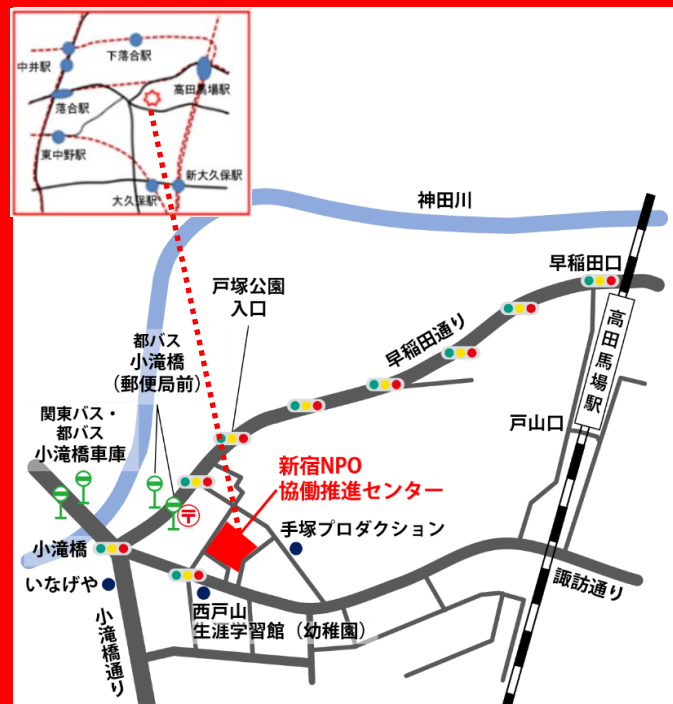 下落合駅
中井駅
高田馬場駅
落合駅
東中野駅
新大久保駅
大久保駅
神田川
早稲田口
戸塚公園
入口
高田馬場駅
早稲田通り
都バス
小滝橋
（郵便局前）
関東バス・
都バス
小滝橋車庫
戸山口
新宿NPO
協働推進センター
〒
手塚プロダクション
小滝橋
いなげや
諏訪通り
西戸山
生涯学習館（幼稚園）
小滝橋通り